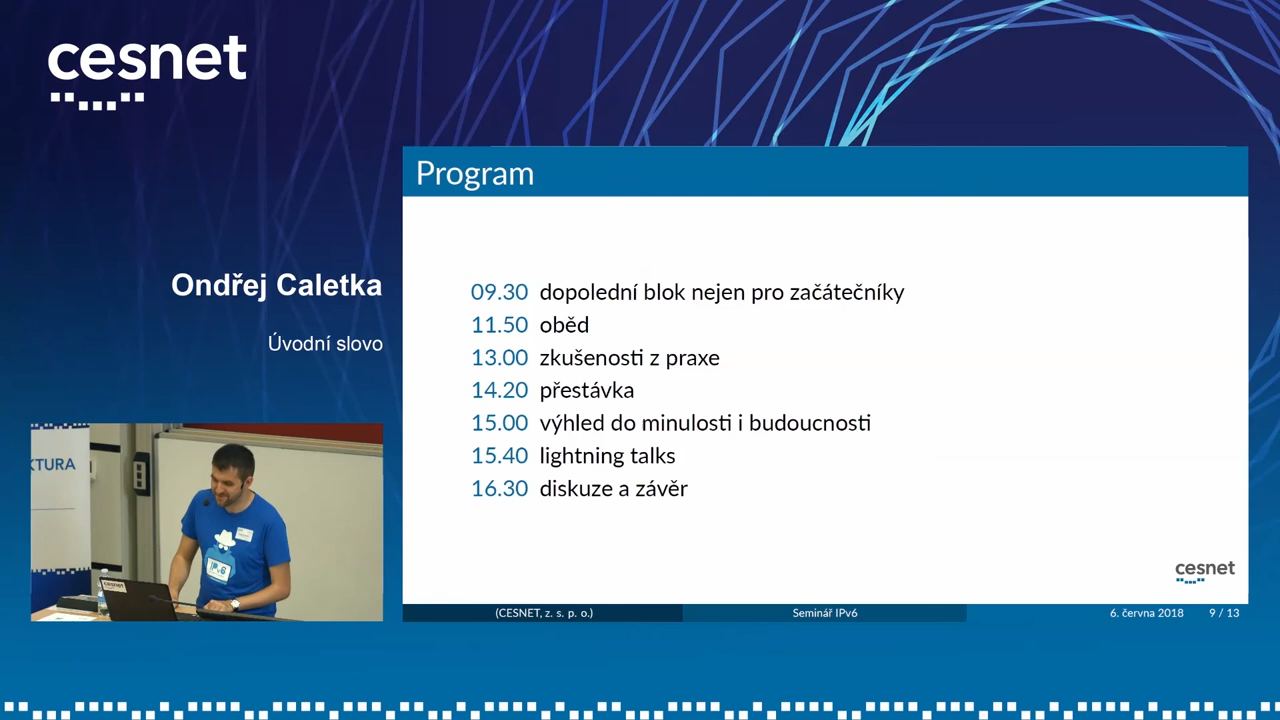 cesnet
Program
Ondřej Caletka
Úvodní slovo
09.30 dopolední blok nejen pro začátečníky
11.50 oběd
13.00 zkušenosti z praxe
14.20 přestávka
15.00 výhled do minulosti i budoucnosti
15.40 lightning talks
16.30 diskuze a závěr
cesnet
(CESNET, z. s. p. o.) Seminář IPv6 6. června 2018 9 / 13
KTURA
IPv6
cesnet